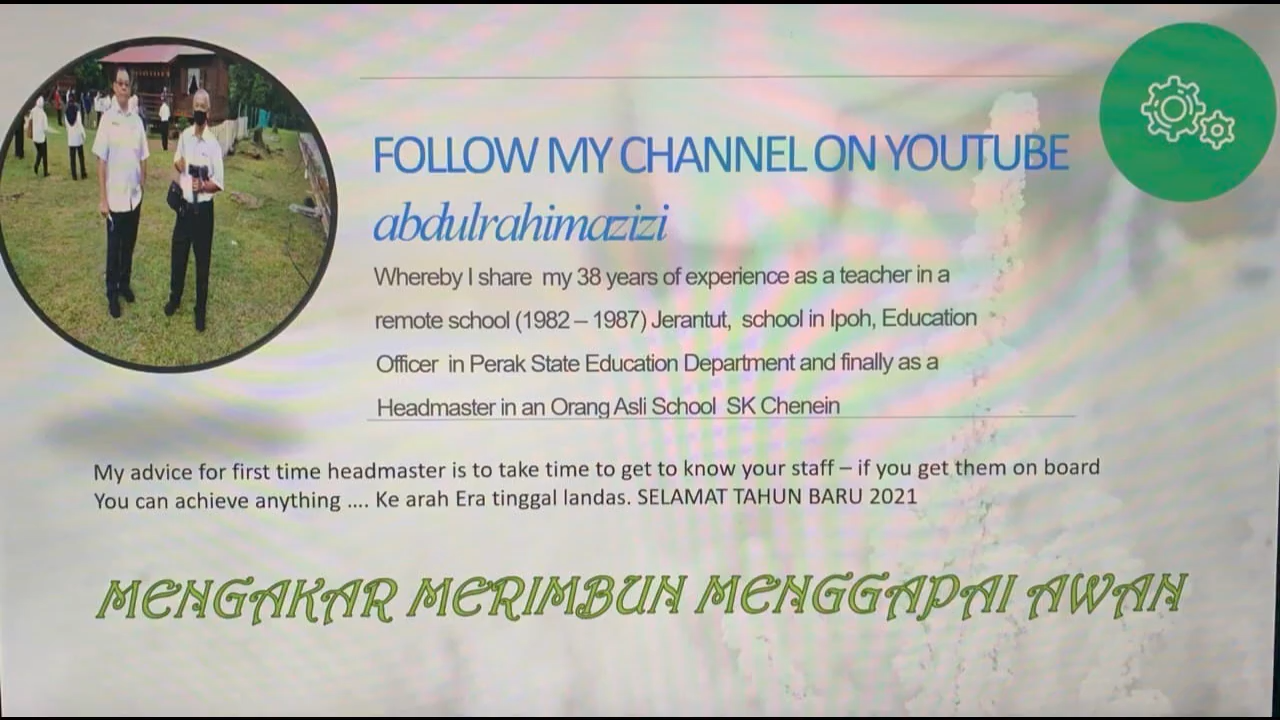 FOLLOW MY CHANNEL ON YOUTUBE
abdulrahimazizi
Whereby I share my 38 years of experience as a teacher in a
remote school (1982 – 1987) Jerantut, school in Ipoh, Education
Officer in Perak State Education Department and finally as a
Headmaster in an Orang Asli School SK Chenein
My advice for first time headmaster is to take time to get to know your staff – if you get them on board
You can achieve anything .... Ke arah Era tinggal landas. SELAMAT TAHUN BARU 2021
MENGAKAR MERIMBUN MENGGAPAI AWAN